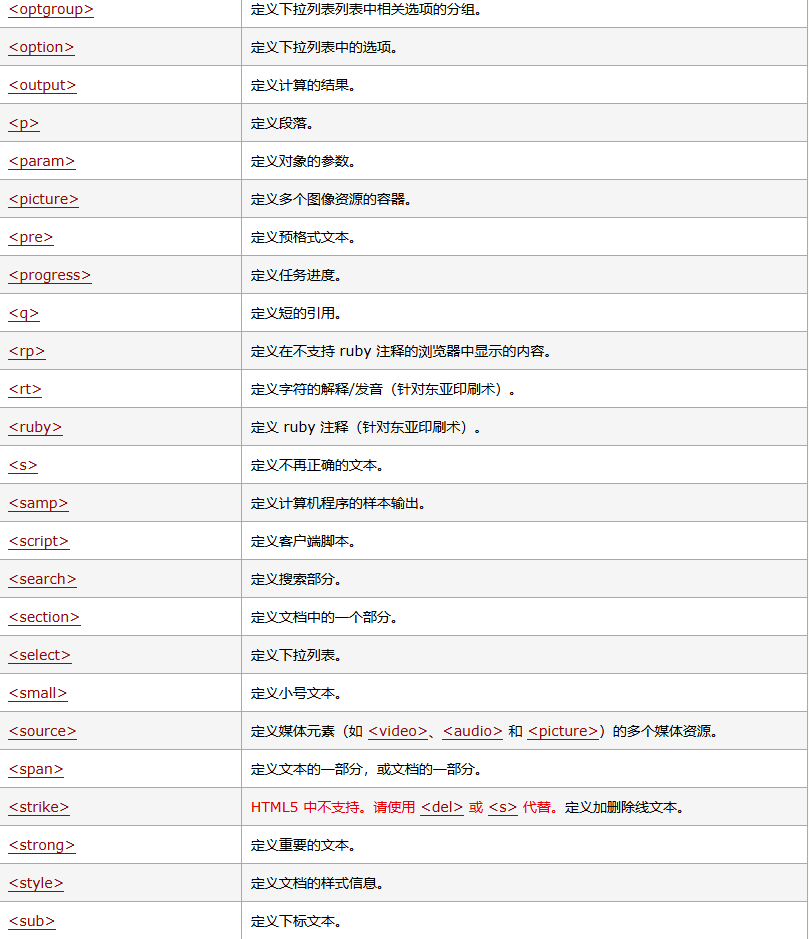 <optgroup> 定义下拉列表列表中相关选项的分组。
<option> 定义下拉列表中的选项。
<output> 定义计算的结果。
<p> 定义段落。
<param> 定义对象的参数。
<picture> 定义多个图像资源的容器。
<pre> 定义预格式文本。
<progress> 定义任务进度。
<q> 定义短的引用。
<rp> 定义在不支持 ruby 注释的浏览器中显示的内容。
<rt> 定义字符的解释/发音（针对东亚印刷术）。
<ruby> 定义 ruby 注释（针对东亚印刷术）。
<s> 定义不再正确的文本。
<samp> 定义计算机程序的样本输出。
<script> 定义客户端脚本。
<search> 定义搜索部分。
<section> 定义文档中的一个部分。
<select> 定义下拉列表。
<small> 定义小号文本。
<source> 定义媒体元素（如 <video>、<audio> 和 <picture>）的多个媒体资源。
<span> 定义文本的一部分，或文档的一部分。
<strike> HTML5 中不支持。请使用 <del> 或 <s> 代替。定义加删除线文本。
<strong> 定义重要的文本。
<style> 定义文档的样式信息。
<sub> 定义下标文本。